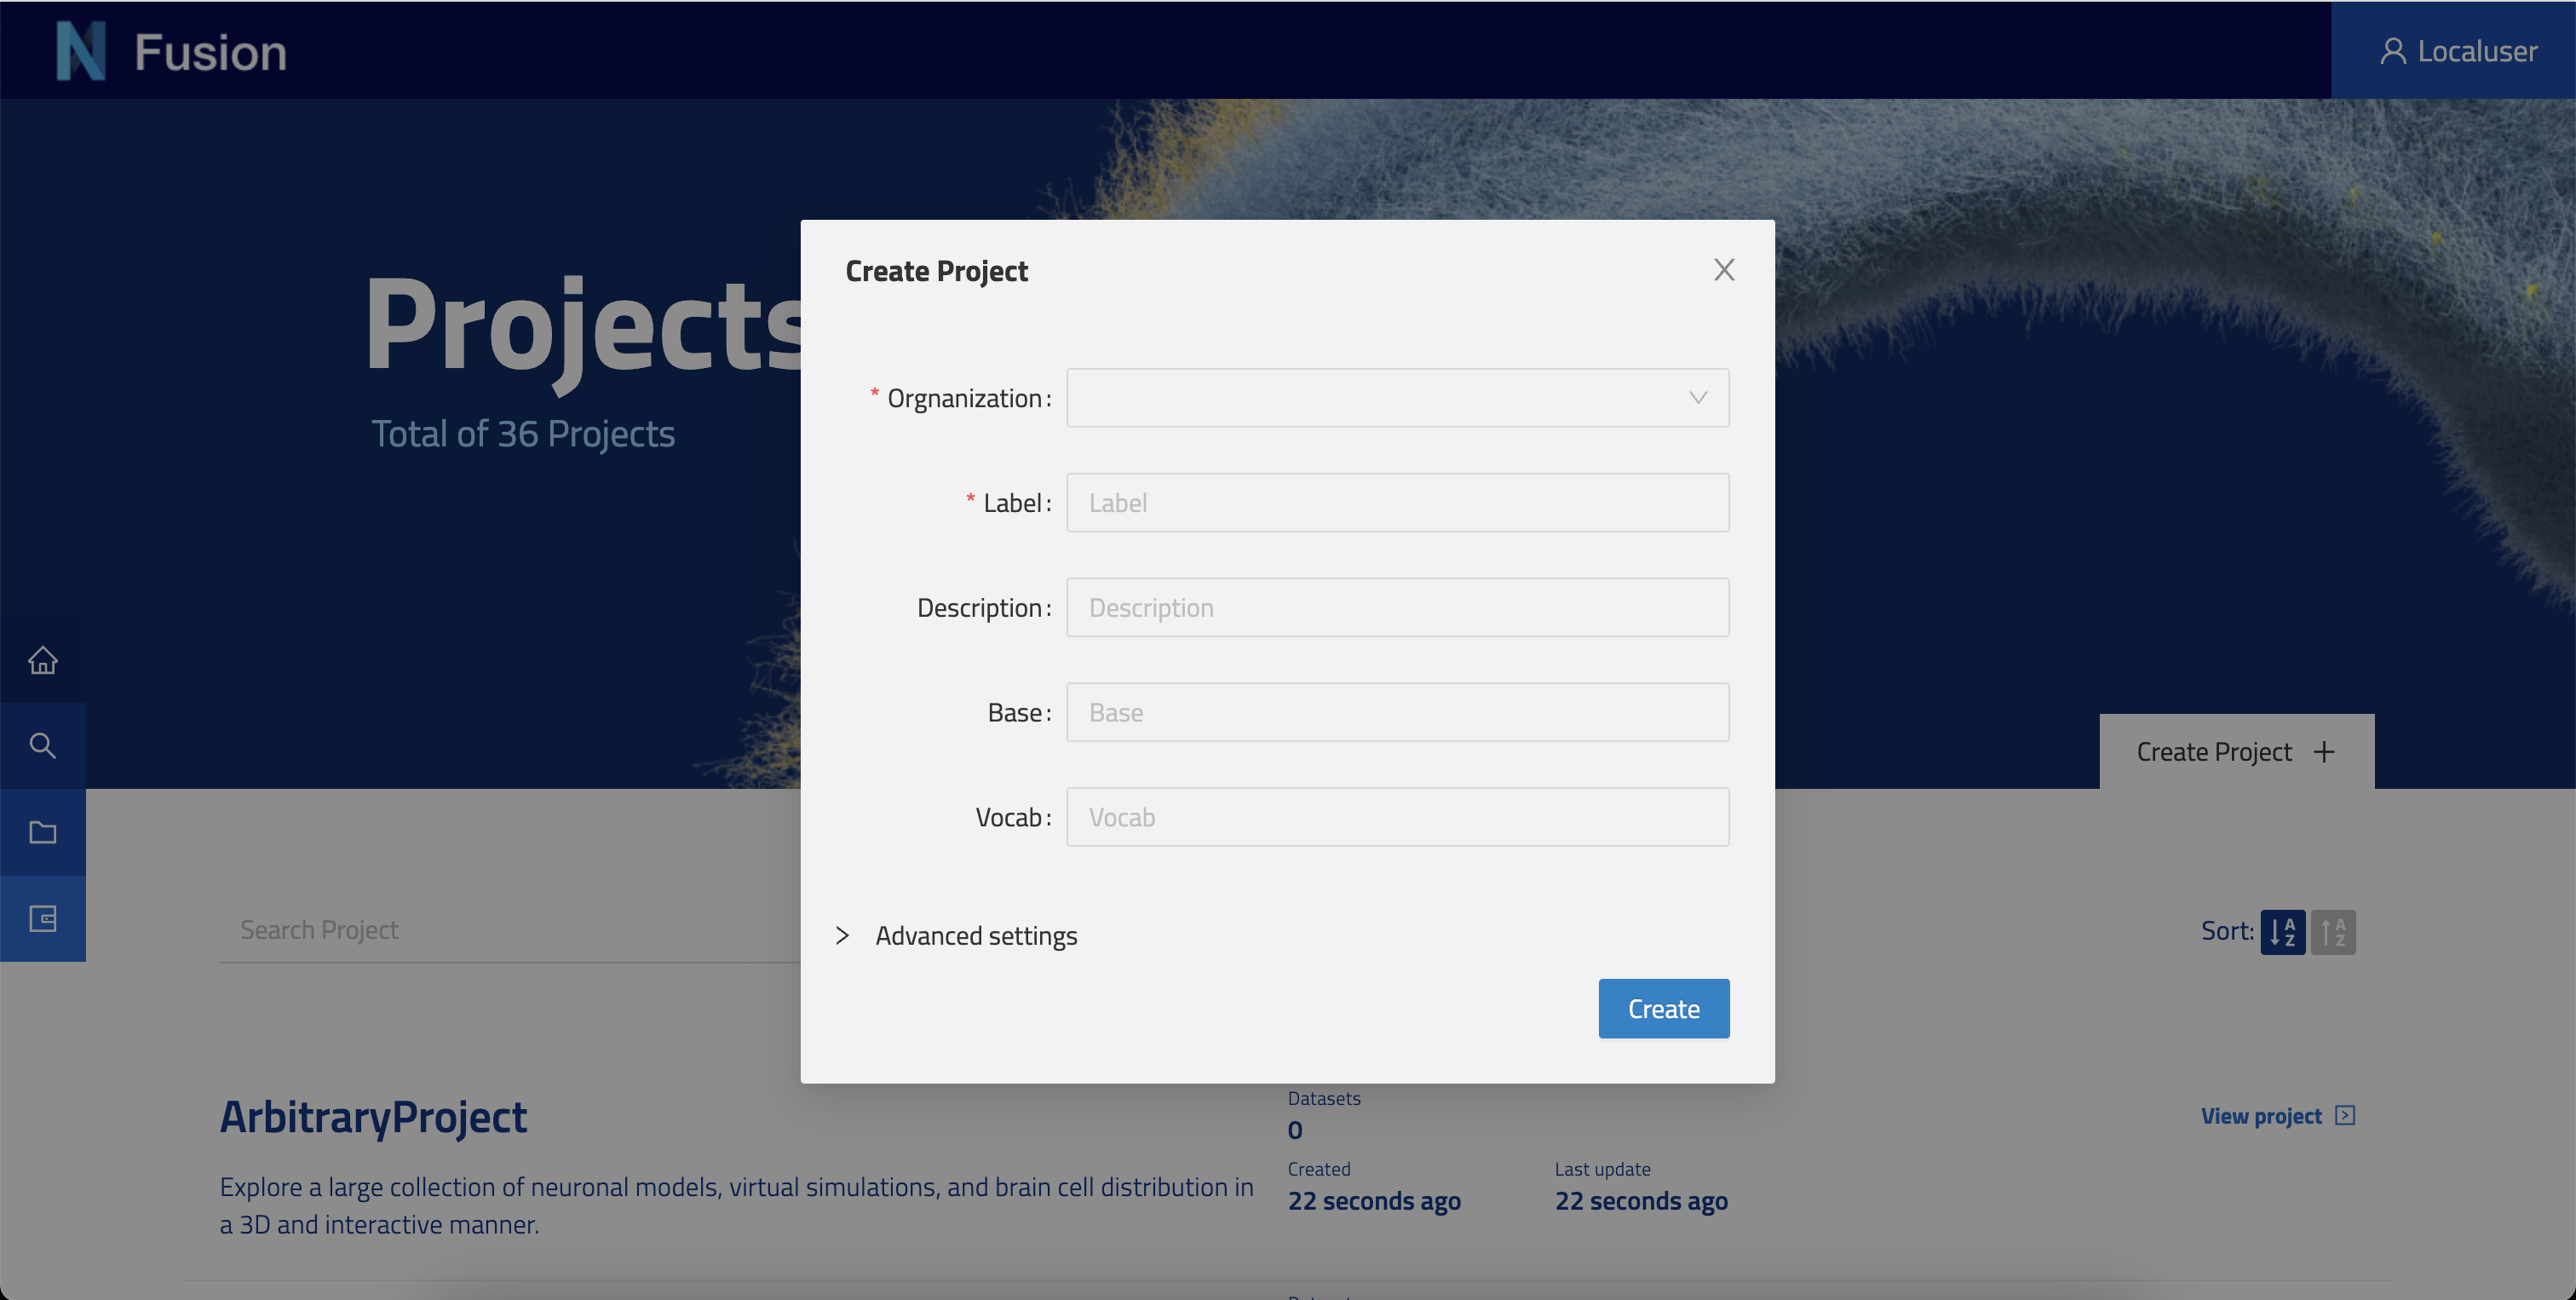 Fusion
Localuser
Projects
Total of 36 Projects
Create Project
* Orgnanization:
* Label: Label
Description: Description
Base: Base
Vocab: Vocab
Advanced settings
Create
Create Project +
Search Project
Sort: A Z A Z
ArbitraryProject
Explore a large collection of neuronal models, virtual simulations, and brain cell distribution in
a 3D and interactive manner.
Datasets
0
Created
22 seconds ago
Last update
22 seconds ago
View project